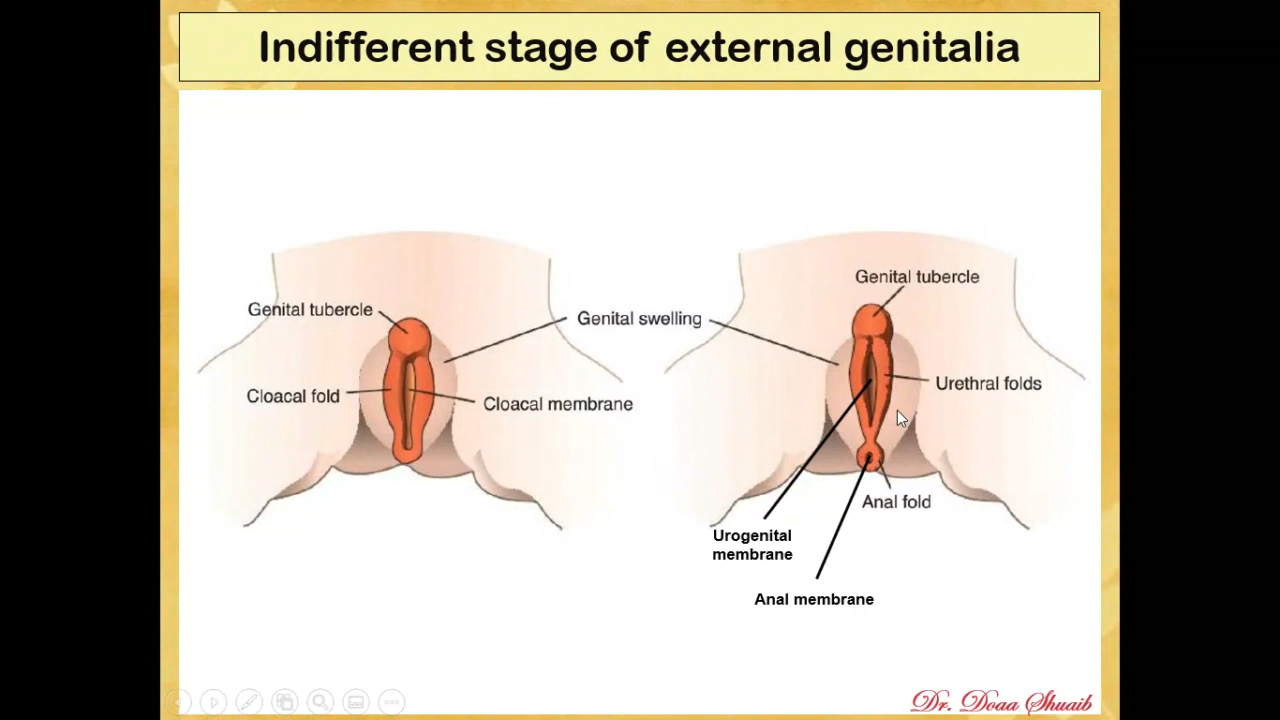 Indifferent stage of external genitalia
Genital tubercle
Genital tubercle
Genital swelling
Cloacal fold
Cloacal membrane
Urethral folds
Anal fold
Urogenital
membrane
Anal membrane
Dr. Doaa Shuaib